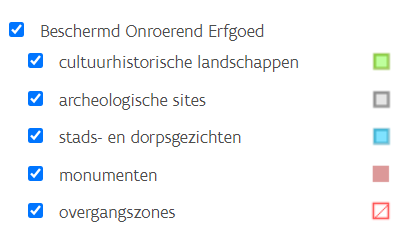 Beschermd Onroerend Erfgoed
cultuurhistorische landschappen
archeologische sites
stads- en dorpsgezichten
monumenten
overgangszones